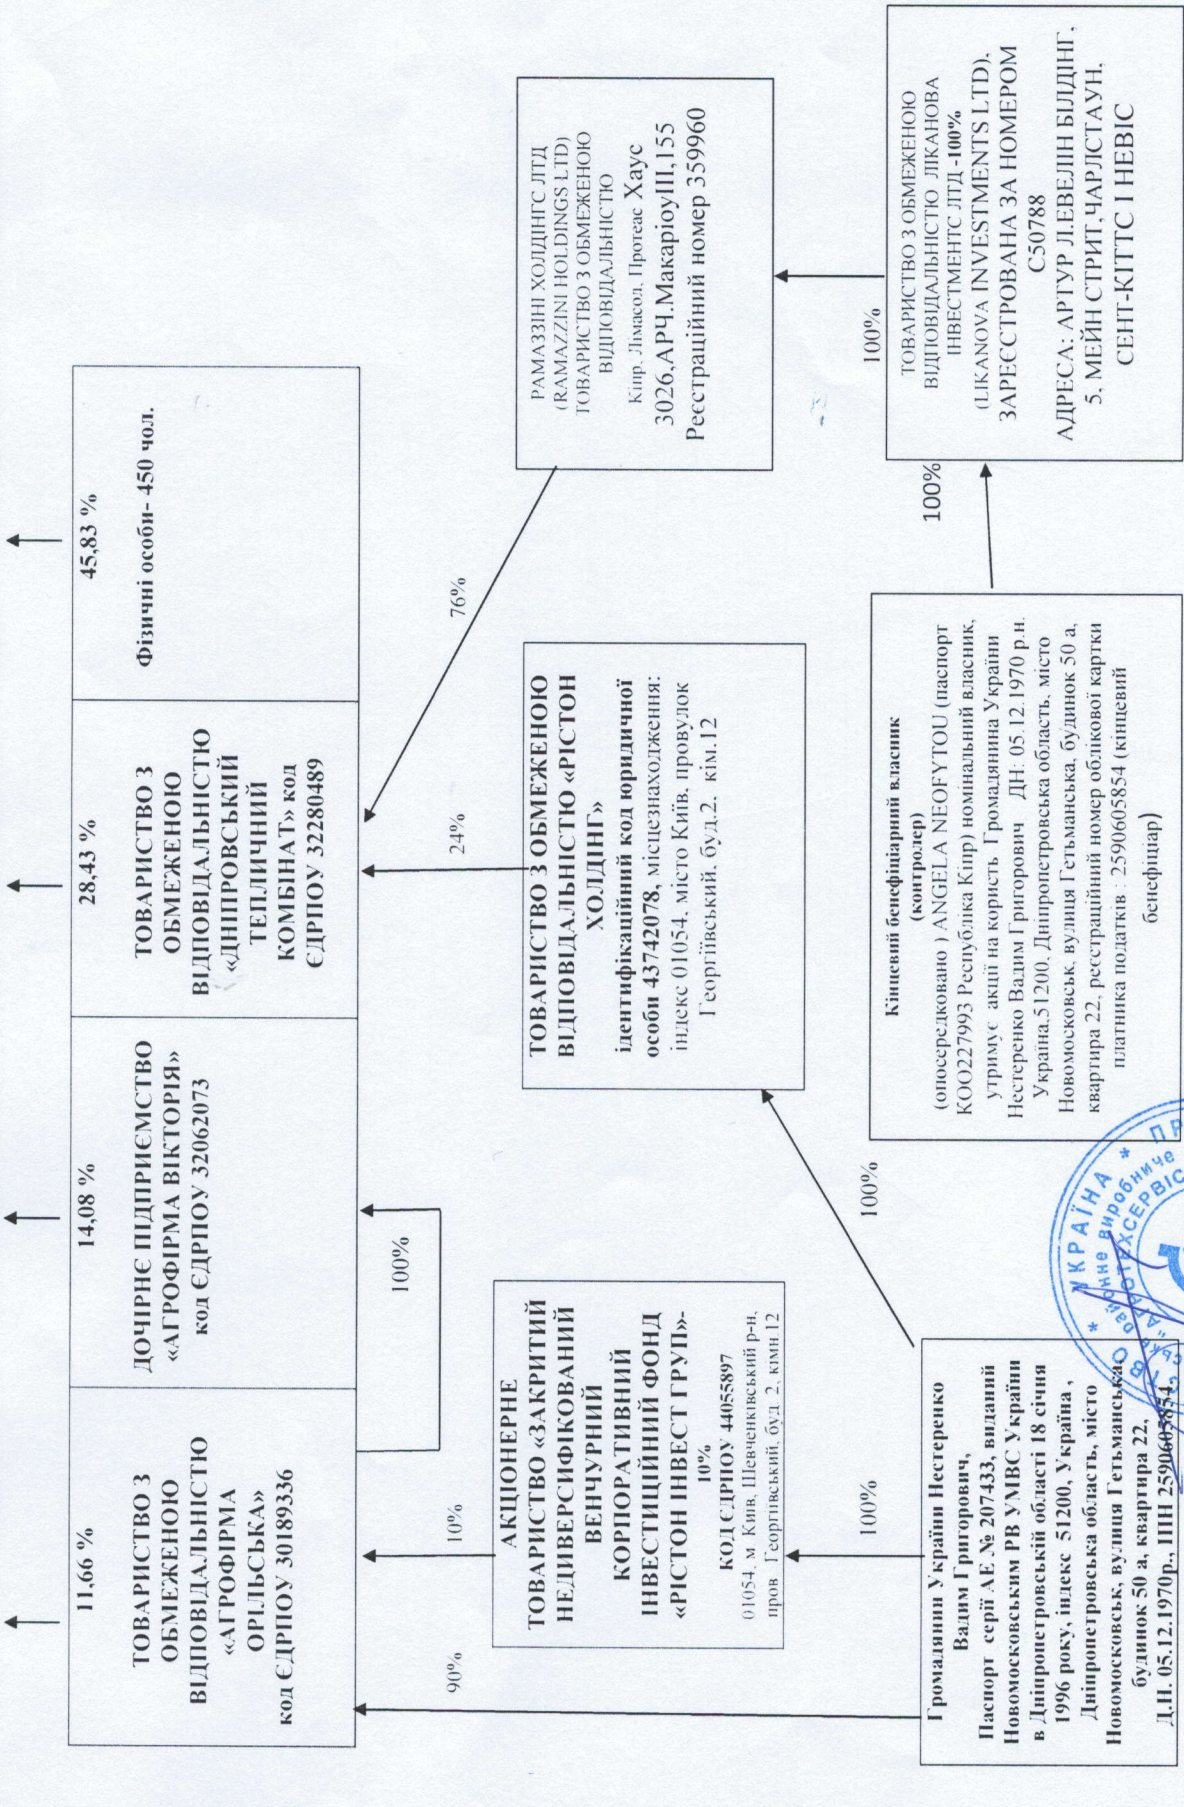 11,66 %
ТОВАРИСТВО З
ОБМЕЖЕНОЮ
ВІДПОВІДАЛЬНІСТЮ
«АГРОФІРМА
ОРІЛЬСЬКА»
код ЄДРПОУ 30189336
14,08 %
ДОЧІРНЄ ПІДПРИЄМСТВО
«АГРОФІРМА ВІКТОРІЯ»
код ЄДРПОУ 32062073
28,43 %
ТОВАРИСТВО З
ОБМЕЖЕНОЮ
ВІДПОВІДАЛЬНІСТЮ
«ДНІПРОВСЬКИЙ
ТЕПЛИЧНИЙ
КОМБІНАТ» код
ЄДРПОУ 32280489
45,83 %
Фізичні особи- 450 чол.
90%
10%
100%
24%
76%
АКЦІОНЕРНЕ
ТОВАРИСТВО «ЗАКРИТИЙ
НЕДИВЕРСИФІКОВАНИЙ
ВЕНЧУРНИЙ
КОРПОРАТИВНИЙ
ІНВЕСТИЦІЙНИЙ ФОНД
«РІСТОН ІНВЕСТ ГРУП»-
10%
КОД ЄДРПОУ 44055897
01054, м Київ, Шевченківський р-н,
пров Георгіївський, буд. 2, кімн.12
ТОВАРИСТВО З ОБМЕЖЕНОЮ
ВІДПОВІДАЛЬНІСТЮ «РІСТОН
ХОЛДІНГ»
ідентифікаційний код юридичної
особи 43742078, місцезнаходження:
індекс 01054, місто Київ, провулок
Георгіївський, буд.2, кім.12
РАМАЗЗІНІ ХОЛДІНГС ЛТД
(RAMAZZINI HOLDINGS LTD)
ТОВАРИСТВО З ОБМЕЖЕНОЮ
ВІДПОВІДАЛЬНІСТЮ
Кіпр, Лімасол, Протеас Хаус
3026,АРЧ.МакаріоуІІІ,155
Реєстраційний номер 359960
100%
100%
100%
100%
Громадянин України Нестеренко
Вадим Григорович,
Паспорт серії АЕ № 207433, виданий
Новомосковським РВ УМВС України
в Дніпропетровській області 18 січня
1996 року, індекс 51200, Україна ,
Дніпропетровська область, місто
Новомосковськ, вулиця Гетьманська,
будинок 50 а, квартира 22,
Д.Н. 05.12.1970р., ІПН 2590605854.
Кінцевий бенефіціарний власник
(контролер)
(опосередковано ) ANGELA NEOFYTOU (паспорт
КОО227993 Республіка Кіпр) номінальний власник,
утримує акції на користь Громадянина України
Нестеренко Вадим Григорович ДН: 05.12.1970 р.н.
Україна,51200, Дніпропетровська область, місто
Новомосковськ, вулиця Гетьманська, будинок 50 а,
квартира 22, реєстраційний номер облікової картки
платника податків : 2590605854 (кінцевий
бенефіціар)
ТОВАРИСТВО З ОБМЕЖЕНОЮ
ВІДПОВІДАЛЬНІСТЮ ЛІКАНОВА
ІНВЕСТМЕНТС ЛТД -100%
(LIKANOVA INVESTMENTS LTD),
ЗАРЕЄСТРОВАНА ЗА НОМЕРОМ
С50788
АДРЕСА: АРТУР Л.ЕВЕЛІН БІЛДІНГ,
5, МЕЙН СТРИТ,ЧАРЛСТАУН,
СЕНТ-КІТТС І НЕВІС
* УКРАЇНА *
районне виробниче